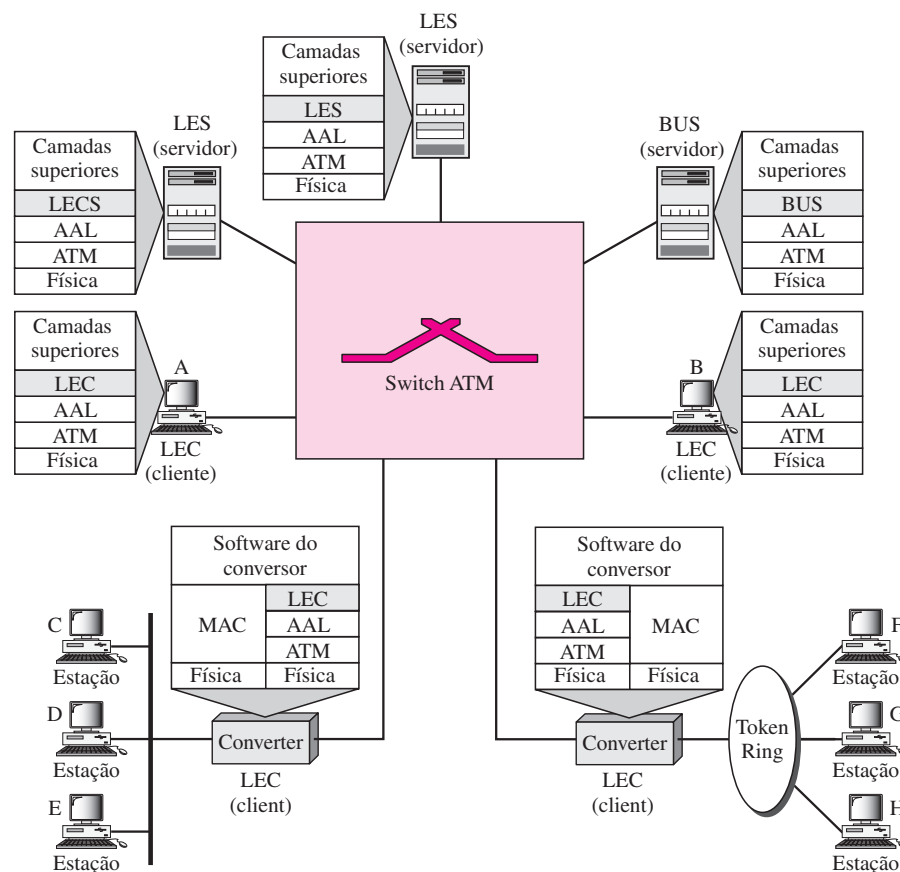 LES
(servidor)
Camadas
superiores
LES
AAL
ATM
Física
LES
(servidor)
Camadas
superiores
LECS
AAL
ATM
Física
BUS
(servidor)
Camadas
superiores
BUS
AAL
ATM
Física
Camadas
superiores
LEC
AAL
ATM
Física
A
LEC
(cliente)
Switch ATM
B
LEC
(cliente)
Camadas
superiores
LEC
AAL
ATM
Física
Software do
conversor
MAC
LEC
AAL
ATM
Física
Física
Software do
conversor
LEC
AAL
ATM
MAC
Física
Física
C
Estação
D
Estação
E
Estação
Converter
LEC
(client)
Converter
LEC
(client)
Token
Ring
F
Estação
G
Estação
H
Estação